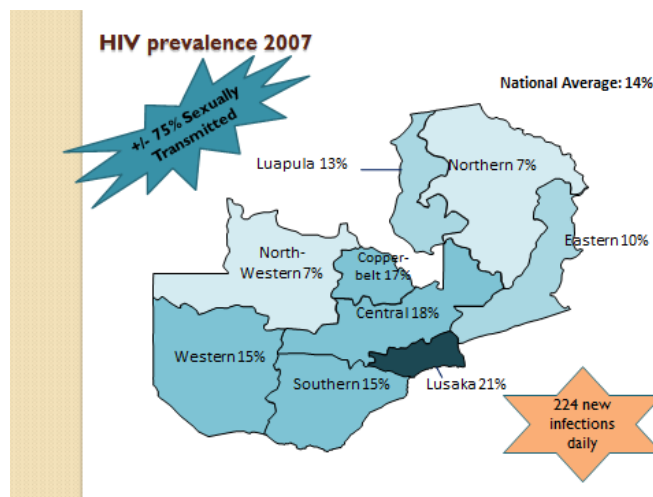 HIV prevalence 2007
+/- 75% Sexually
Transmitted
National Average: 14%
Luapula 13%
Northern 7%
Eastern 10%
North-
Western 7%
Copper-
belt 17%
Central 18%
Western 15%
Southern 15%
Lusaka 21%
224 new
infections
daily